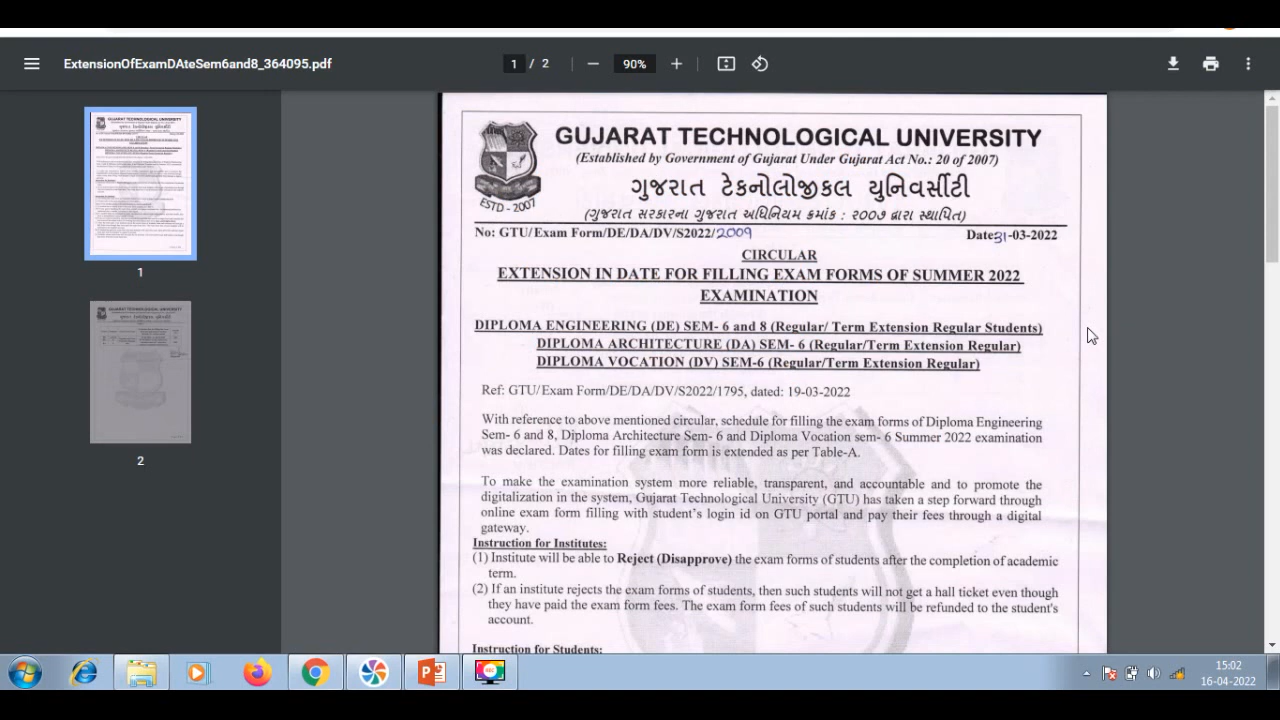 ExtensionOfExamDAteSem6and8_364095.pdf
1 / 2
90%
GUJARAT TECHNOLOGICAL UNIVERSITY
(Established by Government of Gujarat Under Gujarat Act No.: 20 of 2007)
ગુજરાત ટેકનોલોજીકલ યુનિવર્સીટી
(ગુજરાત સરકારના ગુજરાત અધિનિયમ ક્રમાંક : ૨૦૦૭ દ્વારા સ્થાપિત)
ESTD - 2007
No: GTU/Exam Form/DE/DA/DV/S2022/2009
Date:31-03-2022
CIRCULAR
EXTENSION IN DATE FOR FILLING EXAM FORMS OF SUMMER 2022
EXAMINATION
DIPLOMA ENGINEERING (DE) SEM- 6 and 8 (Regular/ Term Extension Regular Students)
DIPLOMA ARCHITECTURE (DA) SEM- 6 (Regular/Term Extension Regular)
DIPLOMA VOCATION (DV) SEM-6 (Regular/Term Extension Regular)
Ref: GTU/Exam Form/DE/DA/DV/S2022/1795, dated: 19-03-2022
With reference to above mentioned circular, schedule for filling the exam forms of Diploma Engineering
Sem- 6 and 8, Diploma Architecture Sem- 6 and Diploma Vocation sem- 6 Summer 2022 examination
was declared. Dates for filling exam form is extended as per Table-A.
To make the examination system more reliable, transparent, and accountable and to promote the
digitalization in the system, Gujarat Technological University (GTU) has taken a step forward through
online exam form filling with student's login id on GTU portal and pay their fees through a digital
gateway.
Instruction for Institutes:
(1) Institute will be able to Reject (Disapprove) the exam forms of students after the completion of academic
term.
(2) If an institute rejects the exam forms of students, then such students will not get a hall ticket even though
they have paid the exam form fees. The exam form fees of such students will be refunded to the student's
account.
Instruction for Students:
1
2
15:02
16-04-2022